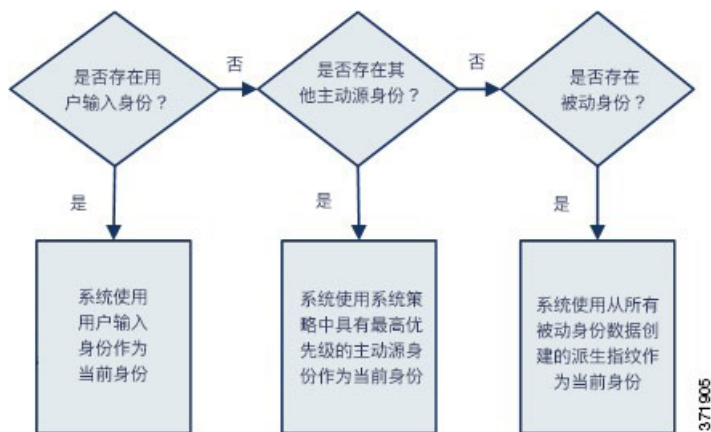 是否存在用
户输入身份？
否
是否存在其
他主动源身份？
否
是否存在
被动身份？
是
是
是
系统使用
用户输入
身份作为
当前身份
系统使用系统策
略中具有最高优
先级的主动源身
份作为当前身份
系统使用从所有
被动身份数据创
建的派生指纹作
为当前身份
371905